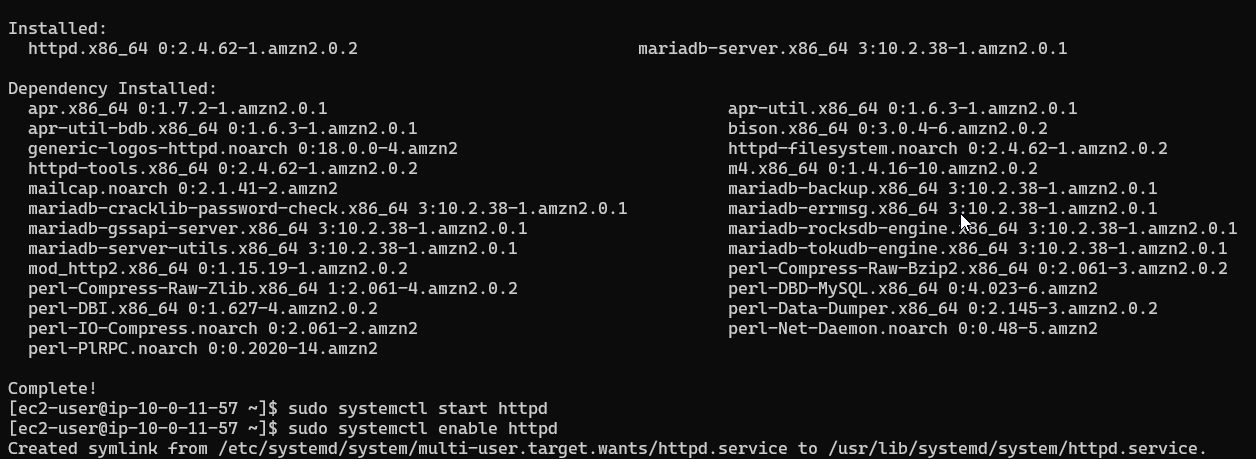 Installed:
httpd.x86_64 0:2.4.62-1.amzn2.0.2 mariadb-server.x86_64 3:10.2.38-1.amzn2.0.1
Dependency Installed:
apr.x86_64 0:1.7.2-1.amzn2.0.1 apr-util.x86_64 0:1.6.3-1.amzn2.0.1
apr-util-bdb.x86_64 0:1.6.3-1.amzn2.0.1 bison.x86_64 0:3.0.4-6.amzn2.0.2
generic-logos-httpd.noarch 0:18.0.0-4.amzn2 httpd-filesystem.noarch 0:2.4.62-1.amzn2.0.2
httpd-tools.x86_64 0:2.4.62-1.amzn2.0.2 m4.x86_64 0:1.4.16-10.amzn2.0.2
mailcap.noarch 0:2.1.41-2.amzn2 mariadb-backup.x86_64 3:10.2.38-1.amzn2.0.1
mariadb-cracklib-password-check.x86_64 3:10.2.38-1.amzn2.0.1 mariadb-errmsg.x86_64 3:10.2.38-1.amzn2.0.1
mariadb-gssapi-server.x86_64 3:10.2.38-1.amzn2.0.1 mariadb-rocksdb-engine.x86_64 3:10.2.38-1.amzn2.0.1
mariadb-server-utils.x86_64 3:10.2.38-1.amzn2.0.1 mariadb-tokudb-engine.x86_64 3:10.2.38-1.amzn2.0.1
mod_http2.x86_64 0:1.15.19-1.amzn2.0.2 perl-Compress-Raw-Bzip2.x86_64 0:2.061-3.amzn2.0.2
perl-Compress-Raw-Zlib.x86_64 1:2.061-4.amzn2.0.2 perl-DBD-MySQL.x86_64 0:4.023-6.amzn2
perl-DBI.x86_64 0:1.627-4.amzn2.0.2 perl-Data-Dumper.x86_64 0:2.145-3.amzn2.0.2
perl-IO-Compress.noarch 0:2.061-2.amzn2 perl-Net-Daemon.noarch 0:0.48-5.amzn2
perl-PlRPC.noarch 0:0.2020-14.amzn2
Complete!
[ec2-user@ip-10-0-11-57 ~]$ sudo systemctl start httpd
[ec2-user@ip-10-0-11-57 ~]$ sudo systemctl enable httpd
Created symlink from /etc/systemd/system/multi-user.target.wants/httpd.service to /usr/lib/systemd/system/httpd.service.